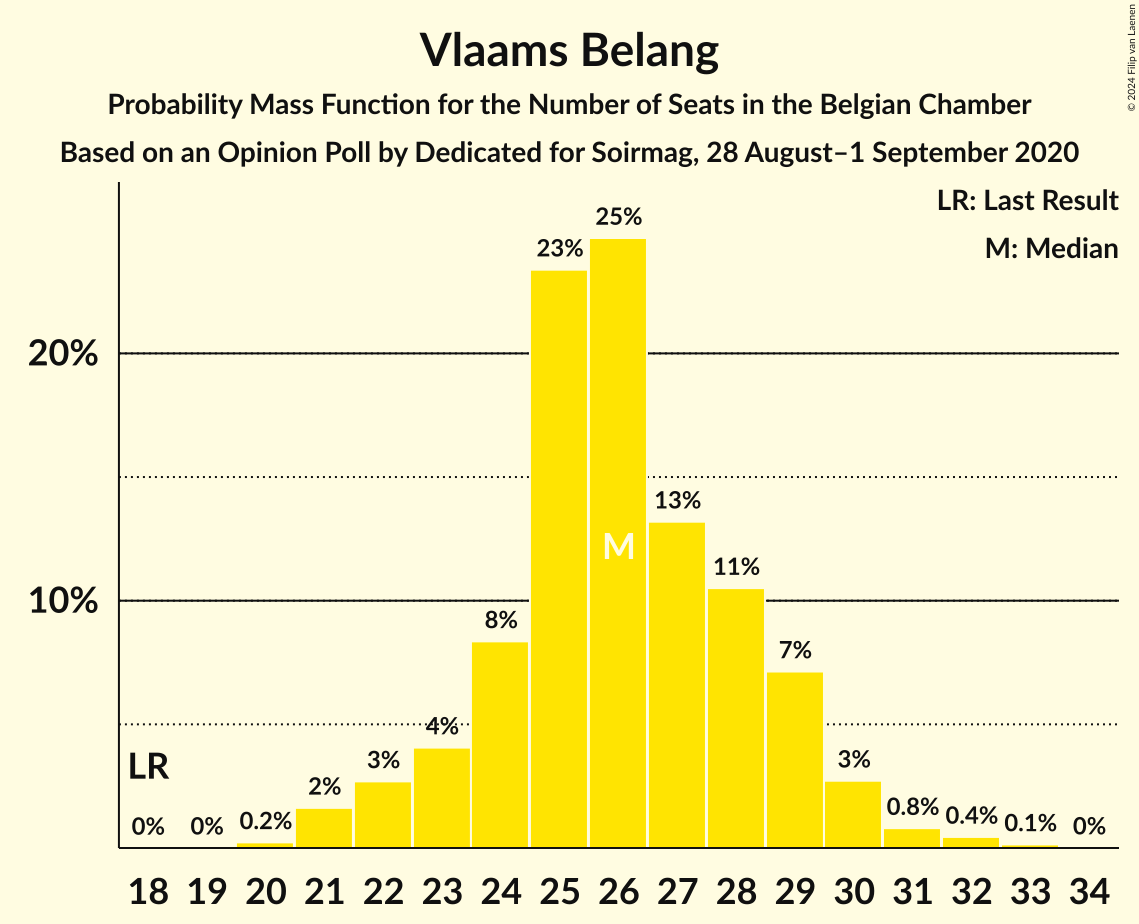 Vlaams Belang
Probability Mass Function for the Number of Seats in the Belgian Chamber
Based on an Opinion Poll by Dedicated for Soirmag, 28 August–1 September 2020
© 2024 Filip van Laenen
LR: Last Result
M: Median
25%
23%
20%
13%
M
11%
10%
8%
7%
4%
LR
3%
3%
2%
0.8%
0.4%
0.2%
0.1%
0%
0%
0%
18 19 20 21 22 23 24 25 26 27 28 29 30 31 32 33 34